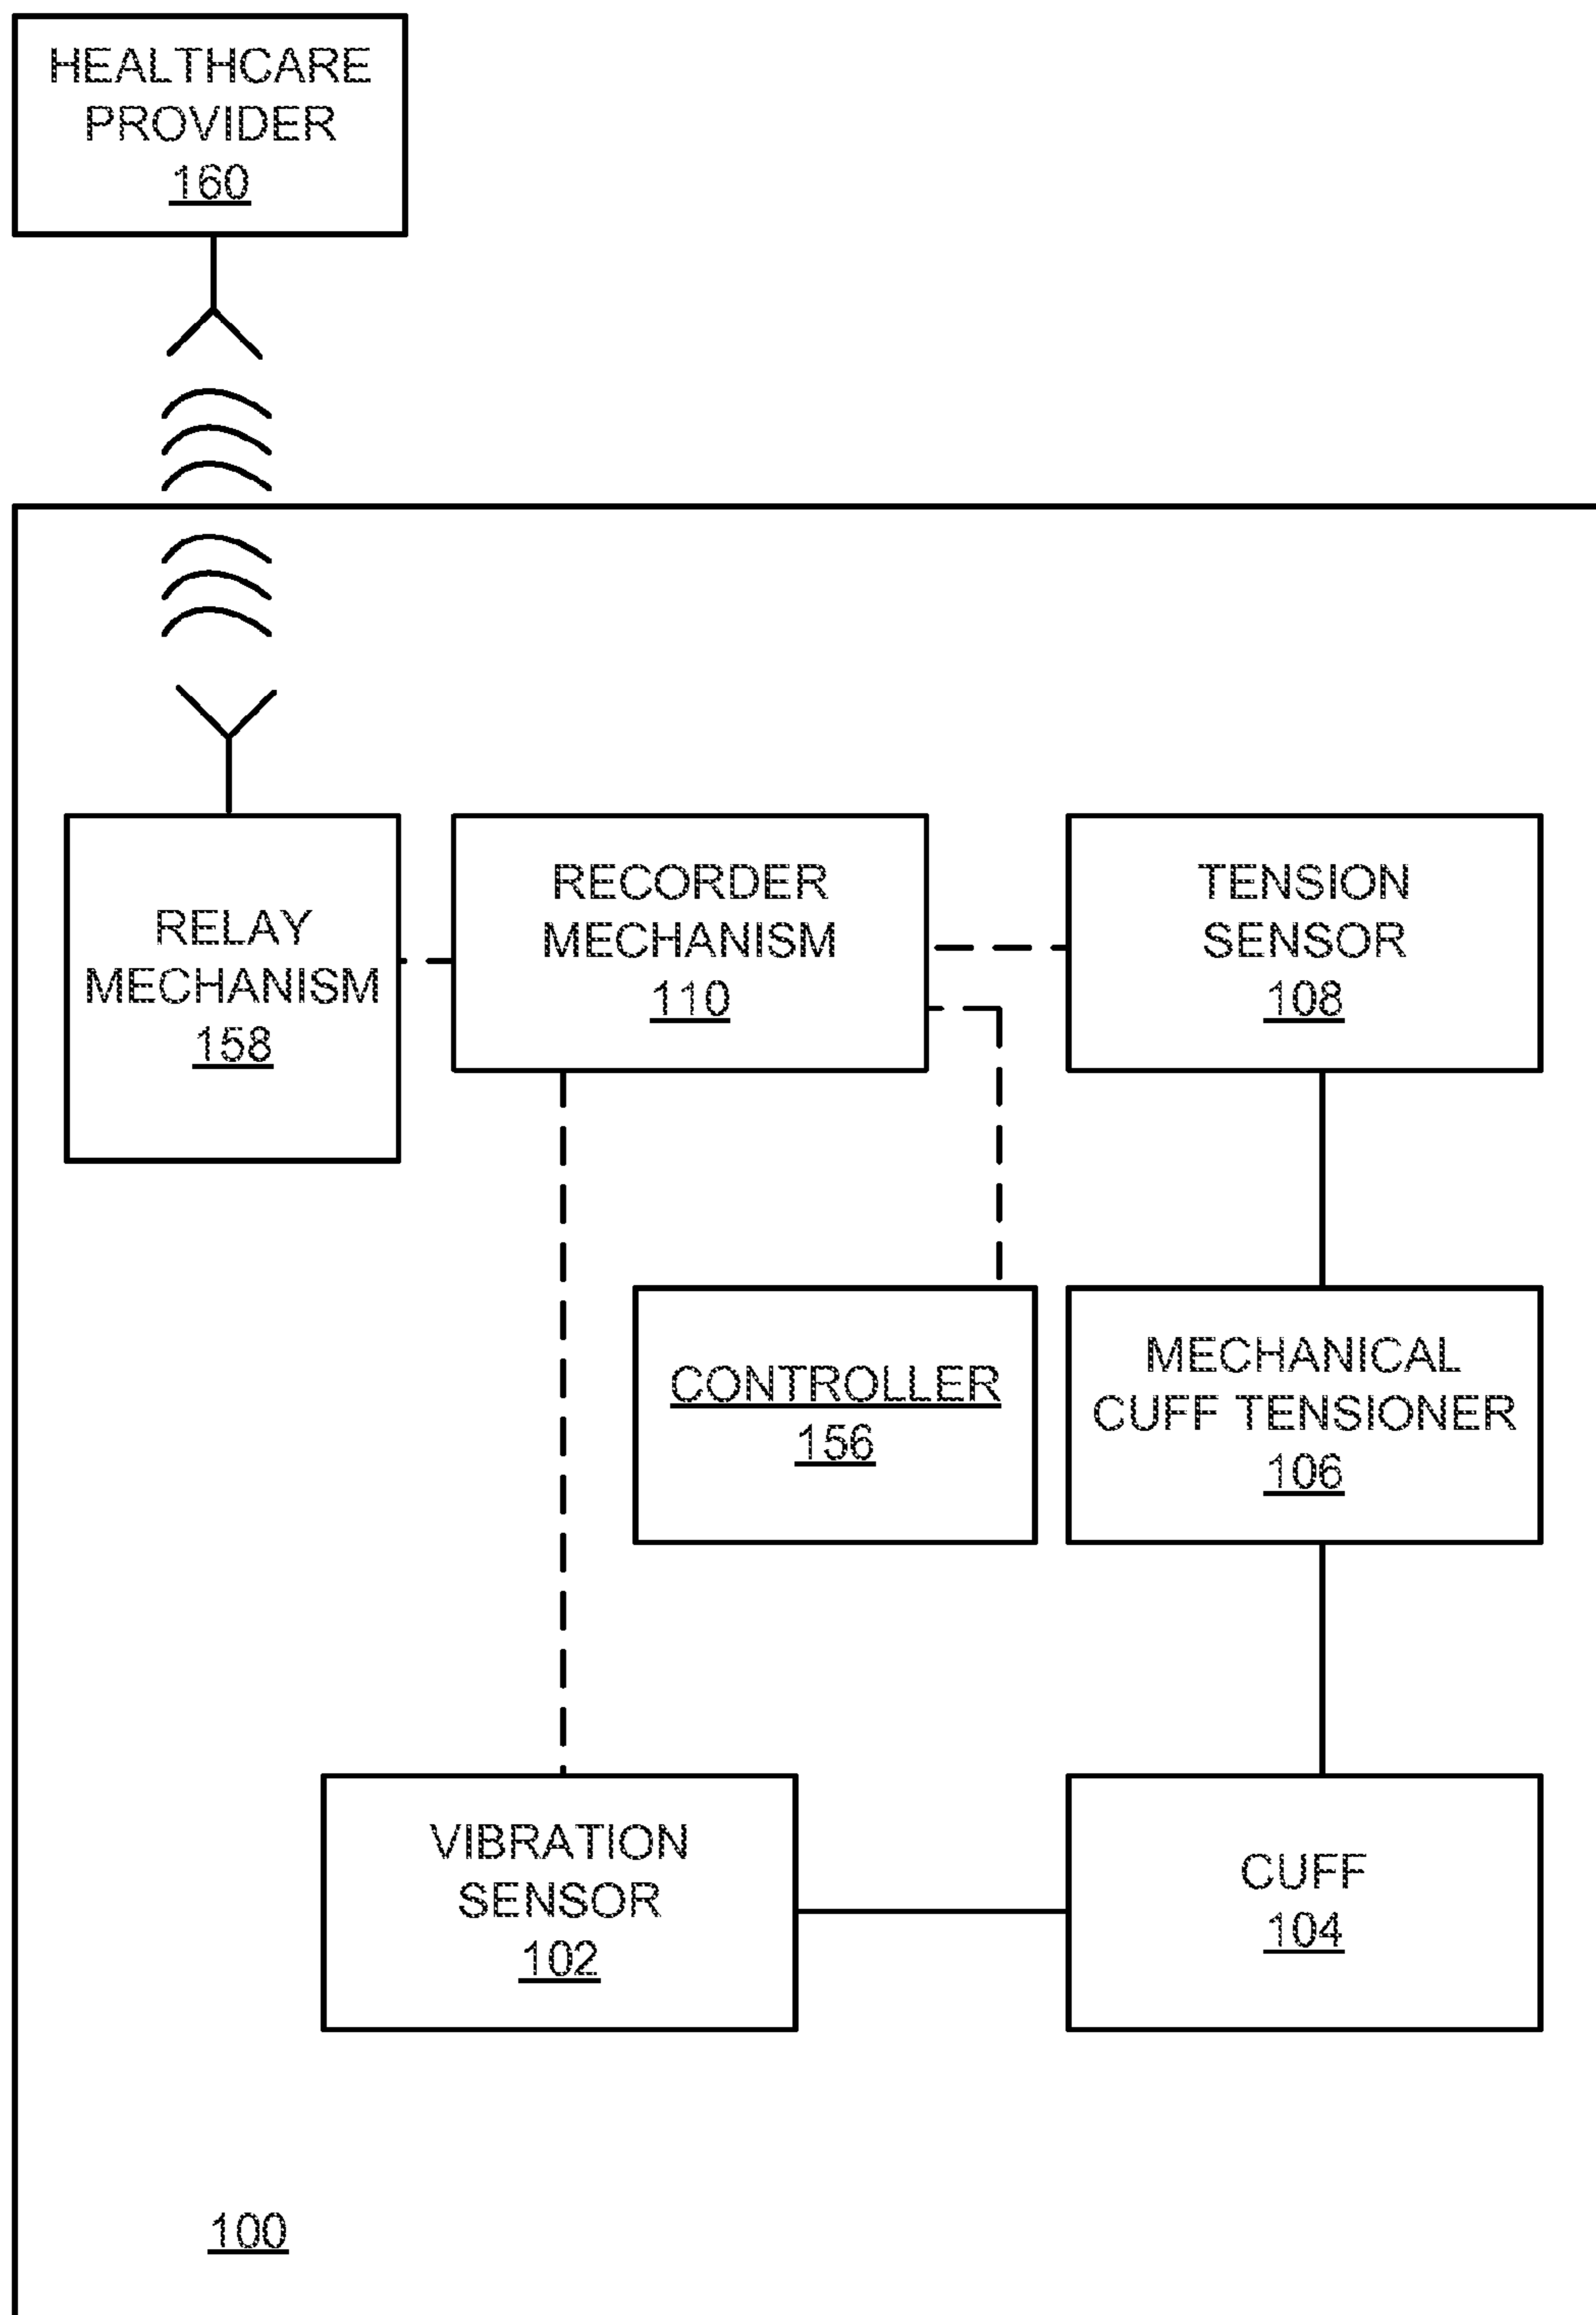 HEALTHCARE
PROVIDER
160
RELAY
MECHANISM
158
RECORDER
MECHANISM
110
TENSION
SENSOR
108
CONTROLLER
156
MECHANICAL
CUFF TENSIONER
106
VIBRATION
SENSOR
102
CUFF
104
100